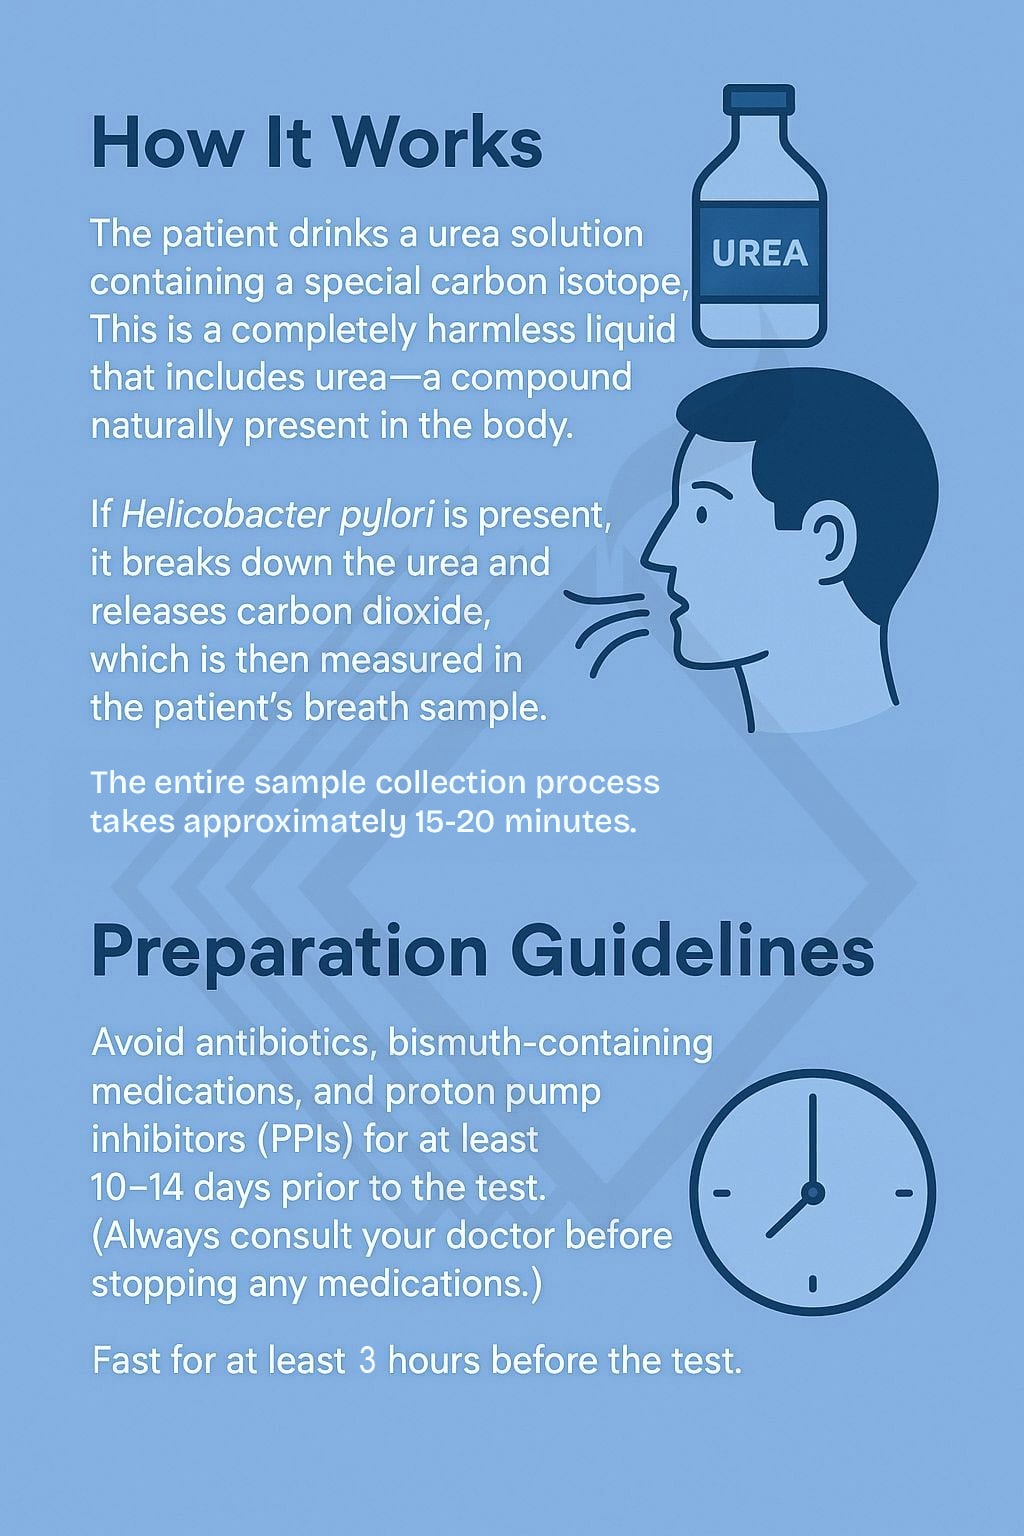 How It Works
The patient drinks a urea solution
containing a special carbon isotope,
This is a completely harmless liquid
that includes urea—a compound
naturally present in the body.
UREA
If Helicobacter pylori is present,
it breaks down the urea and
releases carbon dioxide,
which is then measured in
the patient's breath sample.
The entire sample collection process
takes approximately 15-20 minutes.
Preparation Guidelines
Avoid antibiotics, bismuth-containing
medications, and proton pump
inhibitors (PPIs) for at least
10–14 days prior to the test.
(Always consult your doctor before
stopping any medications.)
Fast for at least 3 hours before the test.